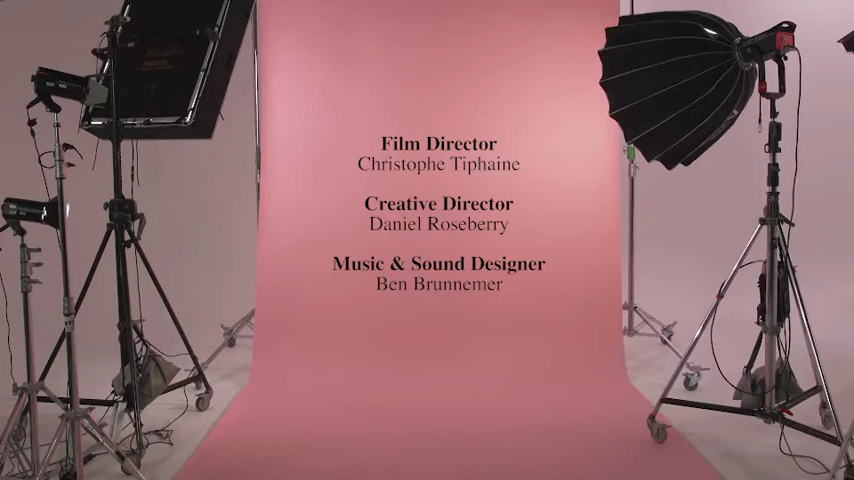 Film Director
Christophe Tiphaine
Creative Director
Daniel Roseberry
Music & Sound Designer
Ben Brunnemer